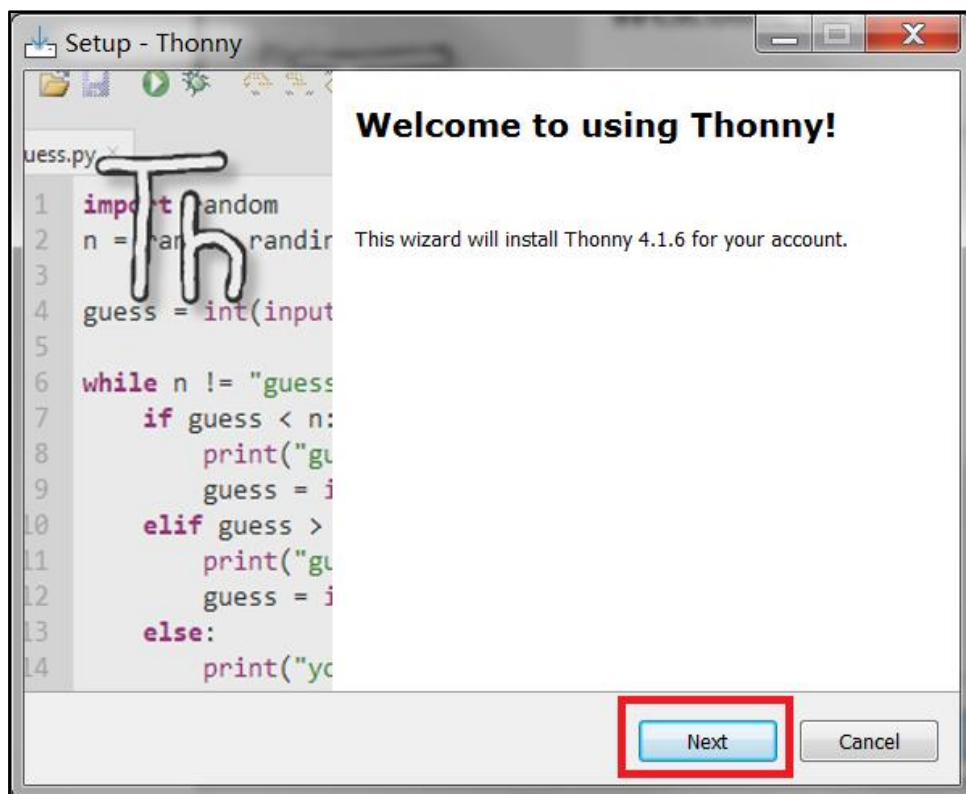 Setup - Thonny
Welcome to using Thonny!
This wizard will install Thonny 4.1.6 for your account.
uess.py
Th
1 import random
2 n = ran randin
3
4 guess = int(input
5
6 while n != "guess
7 if guess < n:
8 print("gu
9 guess = i
10 elif guess >
11 print("gu
12 guess = i
13 else:
14 print("yo
Next
Cancel